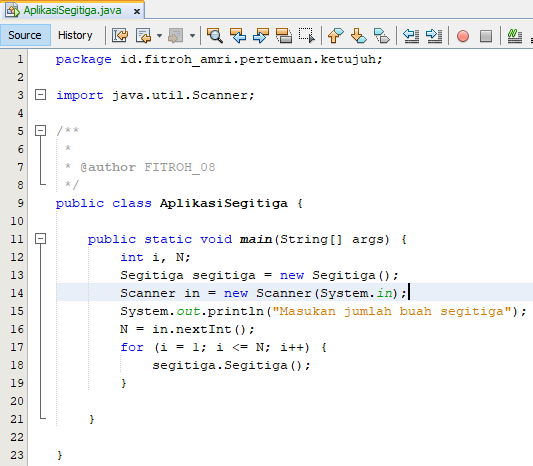 AplikasiSegitiga.java
Source History
1 package id.fitroh_amri.pertemuan.ketujuh;
2
3 import java.util.Scanner;
4
5 /**
6 *
7 * @author FITROH_08
8 */
9 public class AplikasiSegitiga {
10
11 public static void main(String[] args) {
12 int i, N;
13 Segitiga segitiga = new Segitiga();
14 Scanner in = new Scanner(System.in);
15 System.out.println("Masukan jumlah buah segitiga");
16 N = in.nextInt();
17 for (i = 1; i <= N; i++) {
18 segitiga.Segitiga();
19 }
20
21 }
22
23 }